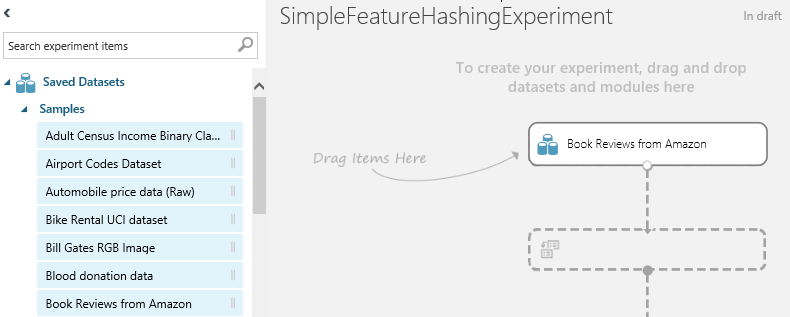 SimpleFeatureHashingExperiment
In draft
Search experiment items
Saved Datasets
Samples
Adult Census Income Binary Cla...
Airport Codes Dataset
Automobile price data (Raw)
Bike Rental UCI dataset
Bill Gates RGB Image
Blood donation data
Book Reviews from Amazon
To create your experiment, drag and drop
datasets and modules here
Drag Items Here
Book Reviews from Amazon